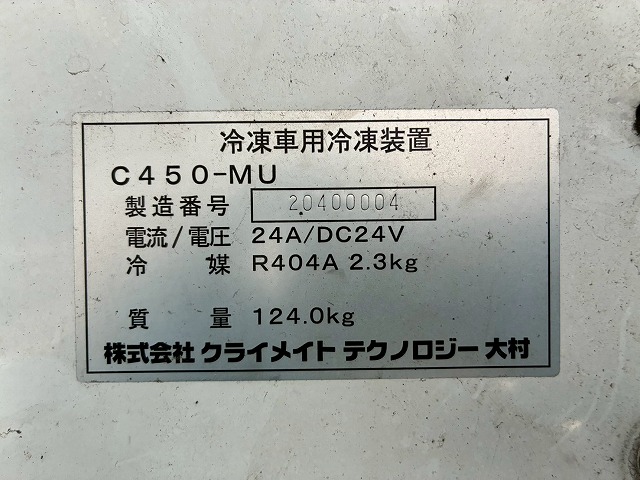 冷凍車用冷凍装置
C450-MU
製造番号 20400004
電流/電圧 24A/DC24V
冷媒 R404A 2.3kg
質量 124.0kg
株式会社 クライメイト テクノロジー 大村